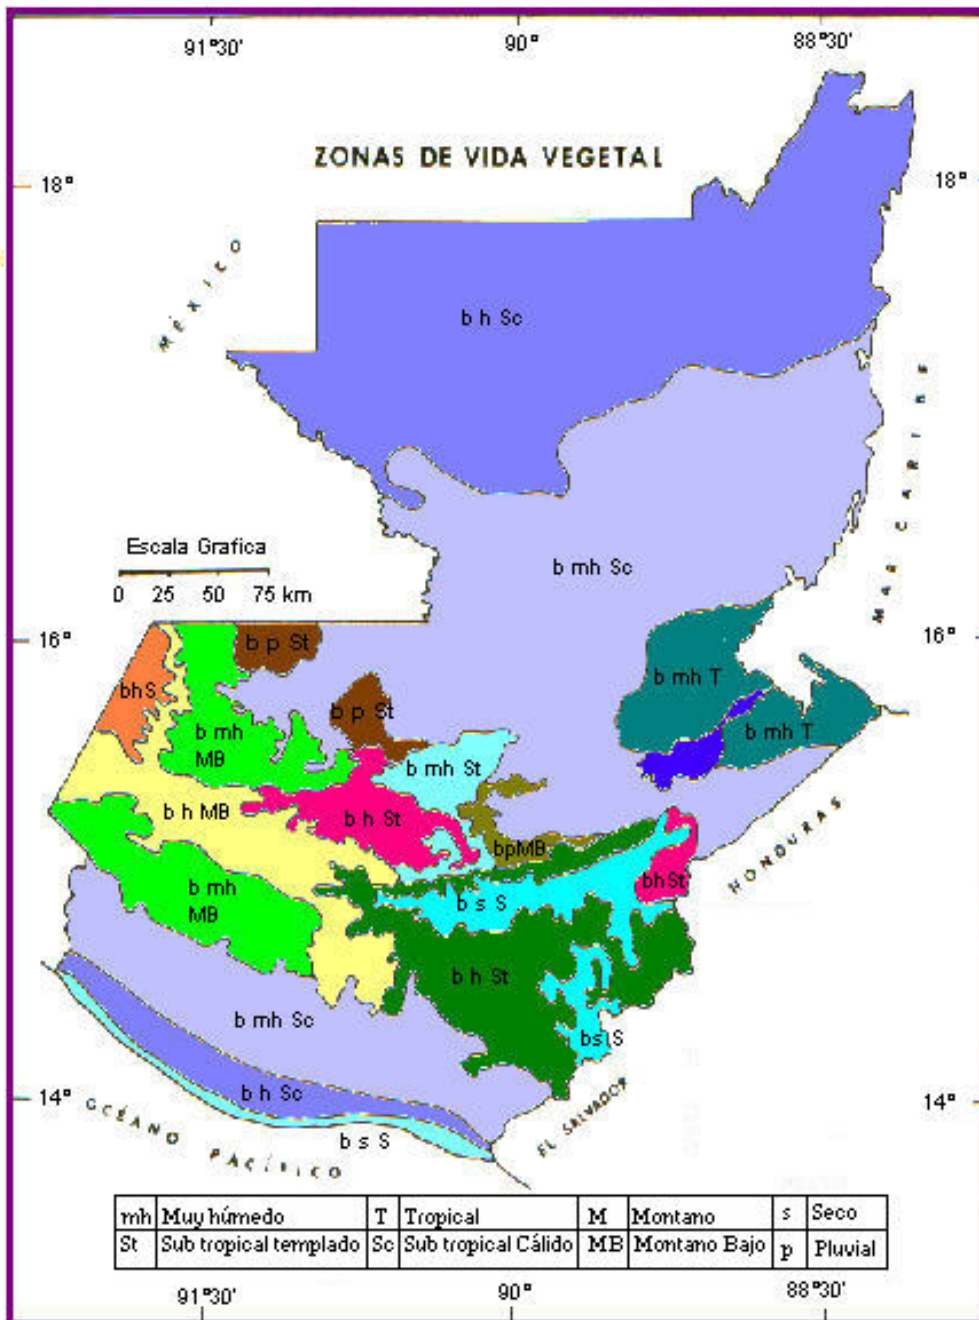 91°30' 90° 88°30'
ZONAS DE VIDA VEGETAL
18° 18°
MÉXICO
b h Sc
MAR CARIBE
Escala Grafica
0 25 50 75 km
b mh Sc
16° 16°
b p St
bhS
b mh T
b p St
b mh
MB
b mh T
b mh St
b h MB
b h St
bpMB
HONDURAS
b mh
MB
bhSt
b s S
b h St
b mh Sc
bs S
b h Sc
14° 14°
OCÉANO PACÍFICO
EL SALVADOR
b s S
mh Muy húmedo T Tropical M Montano s Seco
St Sub tropical templado Sc Sub tropical Cálido MB Montano Bajo p Pluvial
91°30' 90° 88°30'